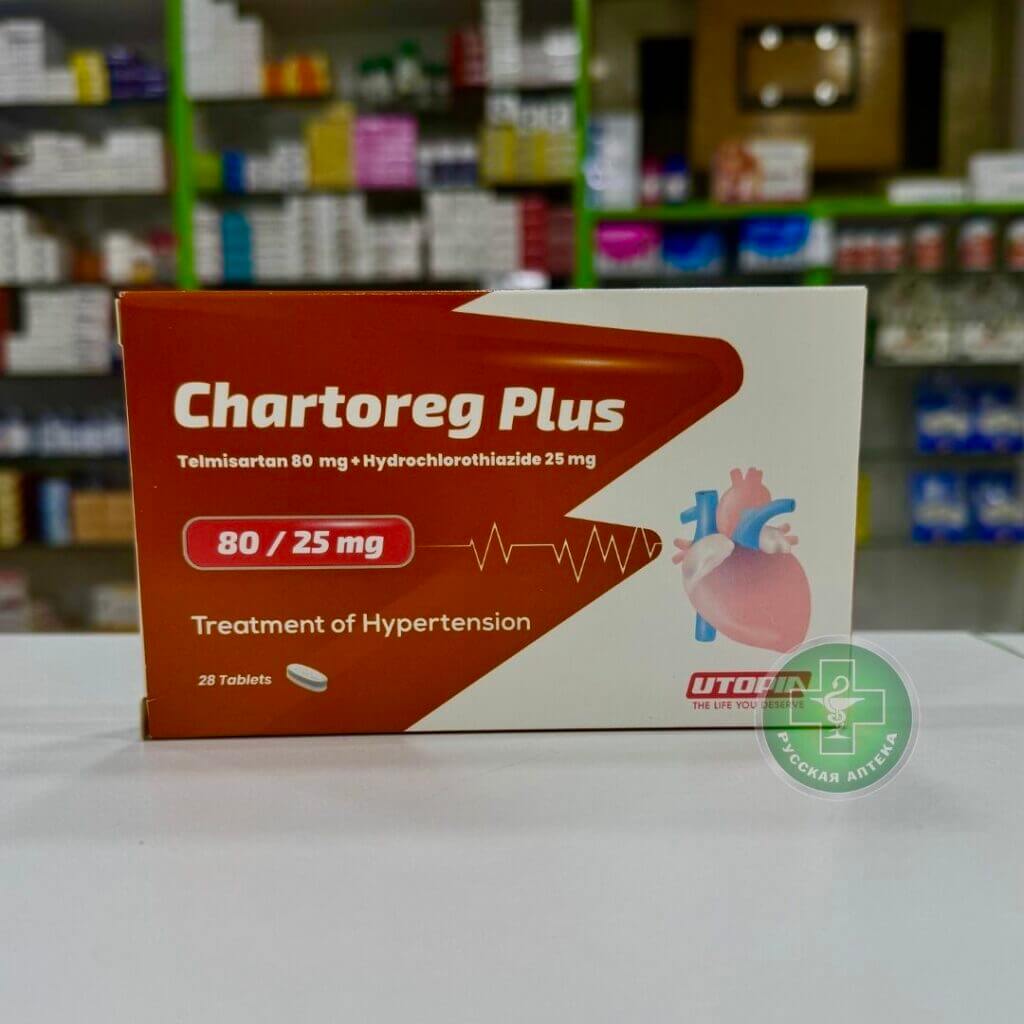 Chartoreg Plus
Telmisartan 80 mg + Hydrochlorothiazide 25 mg
80 / 25 mg
Treatment of Hypertension
28 Tablets
UTOPIA
THE LIFE YOU DESERVE
РУССКАЯ АПТЕКА